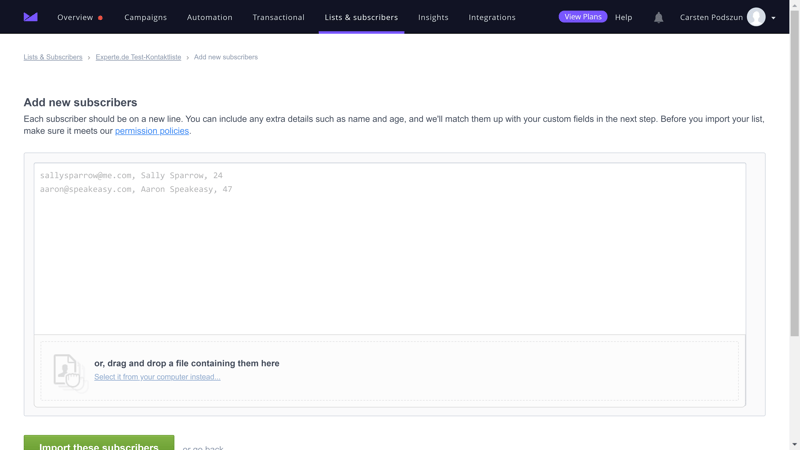 Overview Campaigns Automation Transactional Lists & subscribers Insights Integrations View Plans Help Carsten Podszun
Lists & Subscribers › Experte.de Test-Kontaktliste › Add new subscribers
Add new subscribers
Each subscriber should be on a new line. You can include any extra details such as name and age, and we'll match them up with your custom fields in the next step. Before you import your list,
make sure it meets our permission policies.
sallysparrow@me.com, Sally Sparrow, 24
aaron@speakeasy.com, Aaron Speakeasy, 47
or, drag and drop a file containing them here
Select it from your computer instead...
Import these subscribers or go back